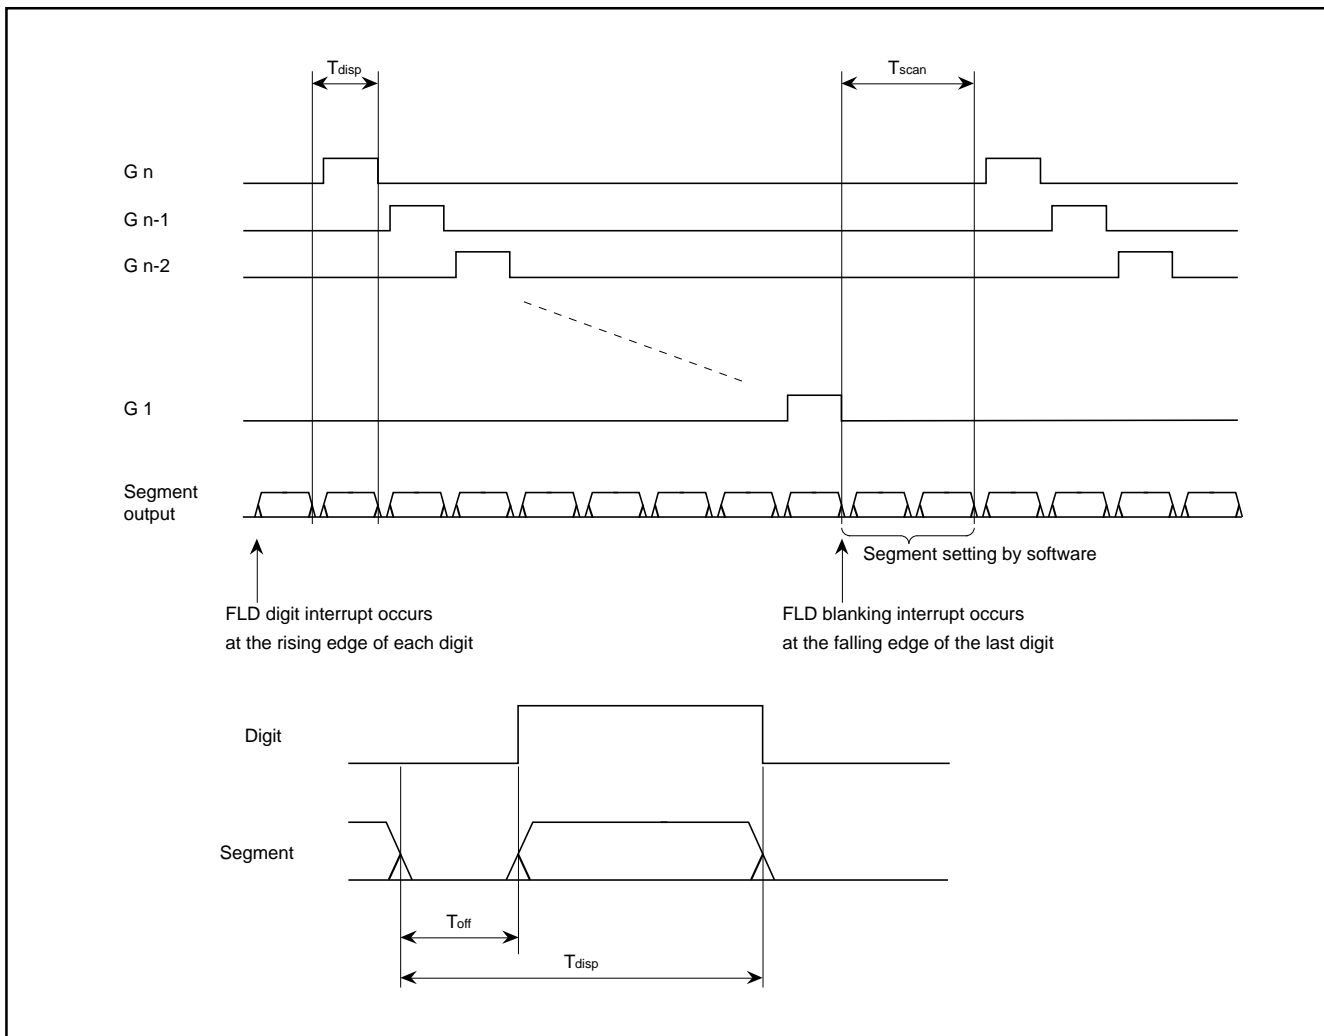 Tdisp
Tscan
G n
G n-1
G n-2
G 1
Segment
output
Segment setting by software
FLD digit interrupt occurs
at the rising edge of each digit
FLD blanking interrupt occurs
at the falling edge of the last digit
Digit
Segment
Toff
Tdisp